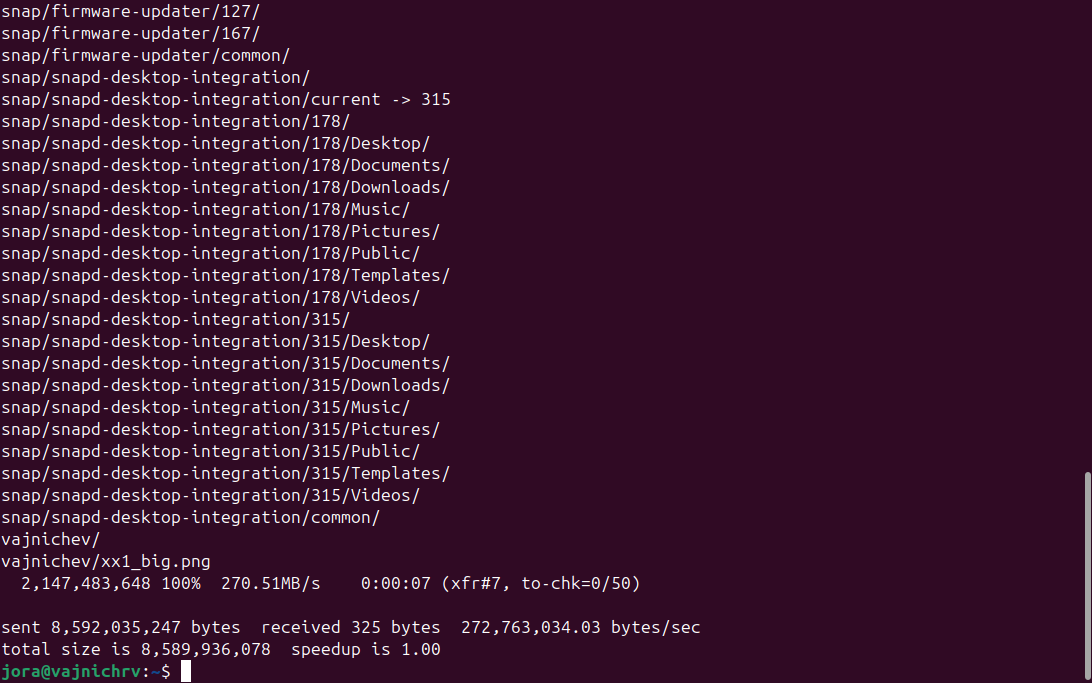 snap/firmware-updater/127/
snap/firmware-updater/167/
snap/firmware-updater/common/
snap/snapd-desktop-integration/
snap/snapd-desktop-integration/current -> 315
snap/snapd-desktop-integration/178/
snap/snapd-desktop-integration/178/Desktop/
snap/snapd-desktop-integration/178/Documents/
snap/snapd-desktop-integration/178/Downloads/
snap/snapd-desktop-integration/178/Music/
snap/snapd-desktop-integration/178/Pictures/
snap/snapd-desktop-integration/178/Public/
snap/snapd-desktop-integration/178/Templates/
snap/snapd-desktop-integration/178/Videos/
snap/snapd-desktop-integration/315/
snap/snapd-desktop-integration/315/Desktop/
snap/snapd-desktop-integration/315/Documents/
snap/snapd-desktop-integration/315/Downloads/
snap/snapd-desktop-integration/315/Music/
snap/snapd-desktop-integration/315/Pictures/
snap/snapd-desktop-integration/315/Public/
snap/snapd-desktop-integration/315/Templates/
snap/snapd-desktop-integration/315/Videos/
snap/snapd-desktop-integration/common/
vajnichev/
vajnichev/xx1_big.png
  2,147,483,648 100%  270.51MB/s    0:00:07 (xfr#7, to-chk=0/50)

sent 8,592,035,247 bytes  received 325 bytes  272,763,034.03 bytes/sec
total size is 8,589,936,078  speedup is 1.00
jora@vajnichrv:~$